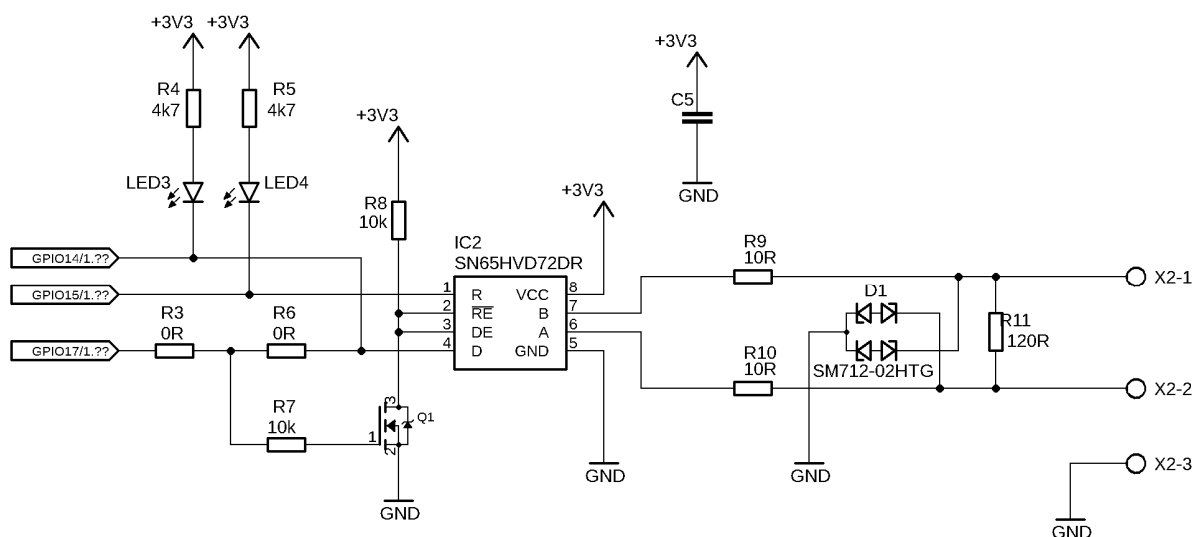 +3V3 +3V3
+3V3
R4 R5
4k7 4k7
C5
+3V3
LED3 LED4
GND
+3V3
R8
10k
IC2
SN65HVD72DR
R9
10R
GPIO14/1.??
X2-1
GPIO15/1.??
1 R VCC 8
2 RE B 7
3 DE A 6
4 D GND 5
D1
R11
120R
R3 R6
0R 0R
GPIO17/1.??
R10
10R
SM712-02HTG
X2-2
R7
10k
3
Q1
1
2
GND
GND
X2-3
GND
GND